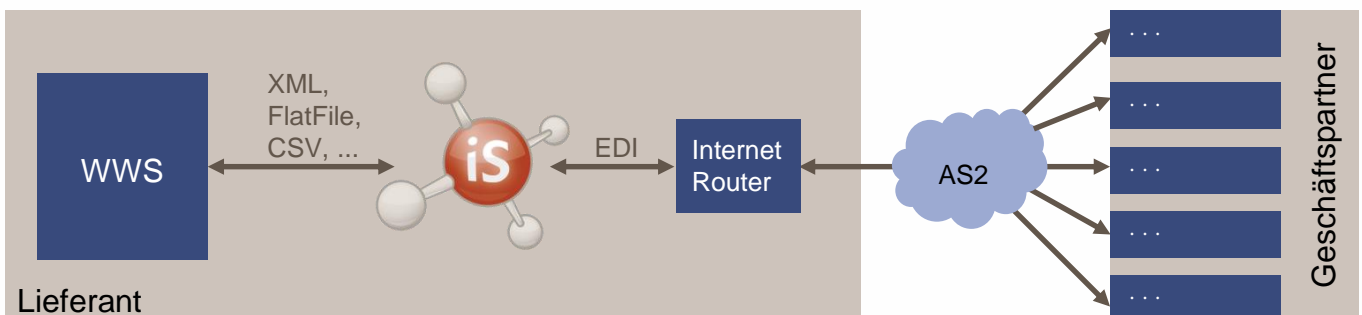 WWS
XML,
FlatFile,
CSV, ...
iS
EDI
Internet
Router
AS2
. . .
. . .
. . .
. . .
. . .
Geschäftspartner
Lieferant